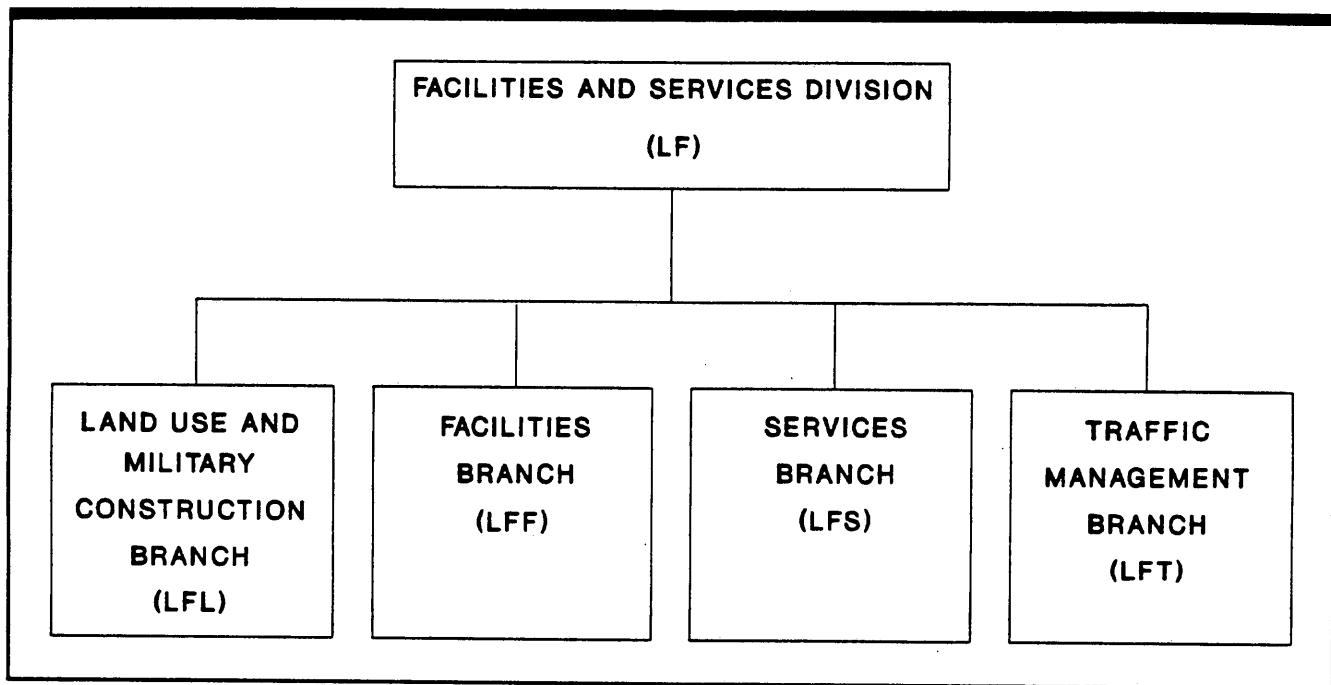 FACILITIES AND SERVICES DIVISION
(LF)
LAND USE AND
MILITARY
CONSTRUCTION
BRANCH
(LFL)
FACILITIES
BRANCH
(LFF)
SERVICES
BRANCH
(LFS)
TRAFFIC
MANAGEMENT
BRANCH
(LFT)